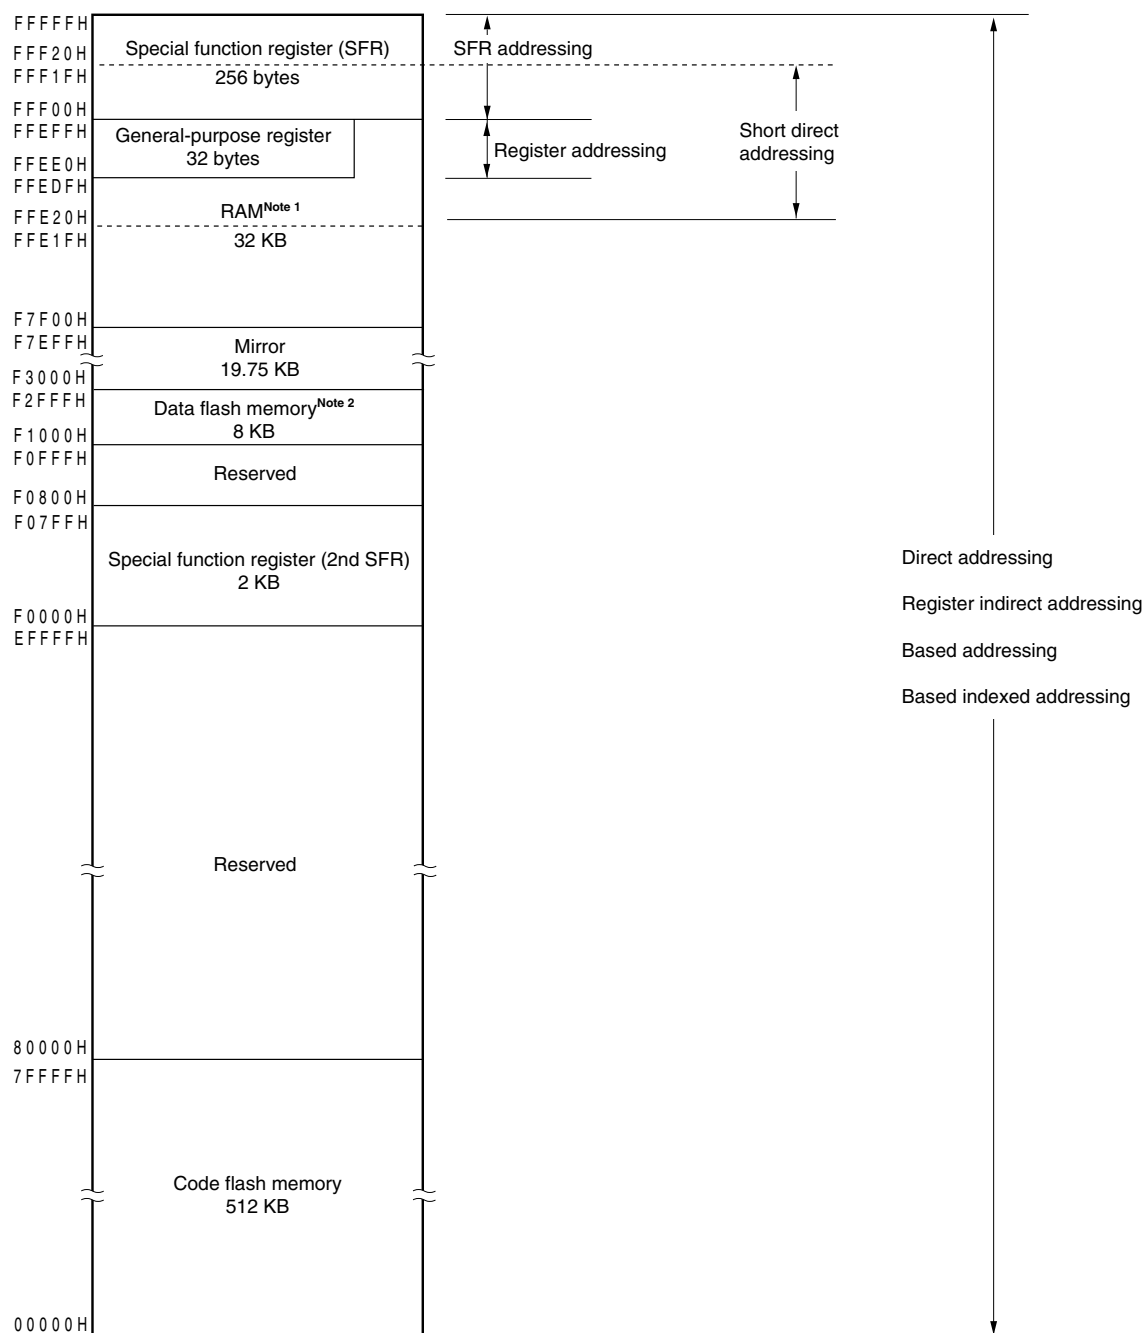 FFFFFH
FFF20H
FFF1FH
FFF00H
FFEFFH
FFEE0H
FFEDFH
FFE20H
FFE1FH
F7F00H
F7EFFH
F3000H
F2FFFH
F1000H
F0FFFH
F0800H
F07FFH
F0000H
EFFFFH
80000H
7FFFFH
00000H
Special function register (SFR)
256 bytes
General-purpose register
32 bytes
RAMNote 1
32 KB
Mirror
19.75 KB
Data flash memoryNote 2
8 KB
Reserved
Special function register (2nd SFR)
2 KB
Reserved
Code flash memory
512 KB
SFR addressing
Register addressing
Short direct
addressing
Direct addressing
Register indirect addressing
Based addressing
Based indexed addressing